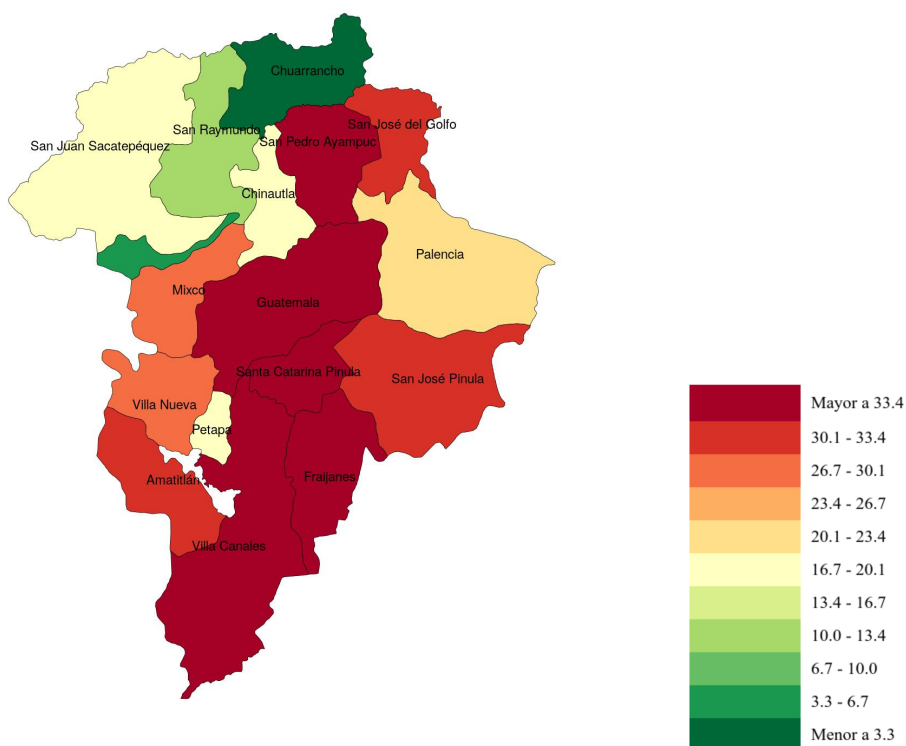 Chuarrancho
San José del Golfo
San Raymundo
San Pedro Ayampuc
San Juan Sacatepéquez
Chinautla
Palencia
Mixco
Guatemala
Santa Catarina Pinula
San José Pinula
Villa Nueva
Petapa
Amatitlán
Fraijanes
Villa Canales
Mayor a 33.4
30.1 - 33.4
26.7 - 30.1
23.4 - 26.7
20.1 - 23.4
16.7 - 20.1
13.4 - 16.7
10.0 - 13.4
6.7 - 10.0
3.3 - 6.7
Menor a 3.3